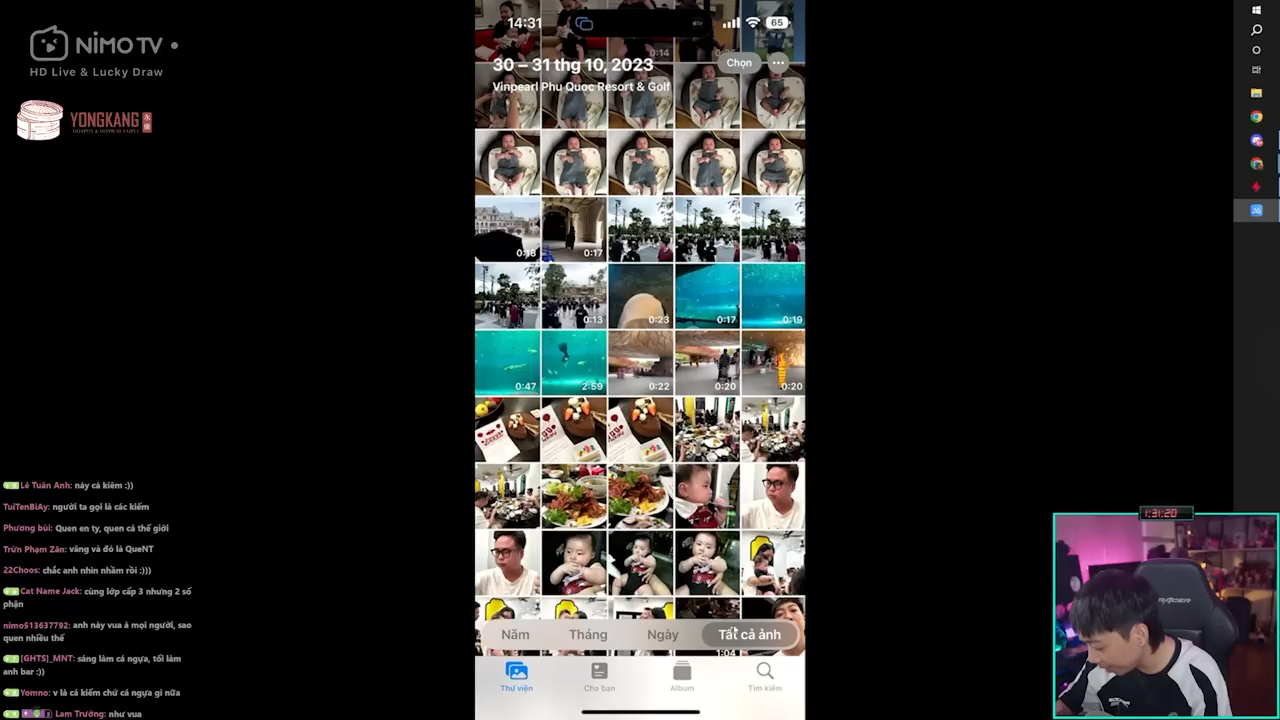 NIMO TV
HD Live & Lucky Draw
YONGKANG
14:31
65
0:14
30 – 31 thg 10, 2023
Chọn
Vinpearl Phu Quoc Resort & Golf
0:17
0:13
0:23
0:17
0:19
0:47
2:59
0:22
0:20
0:20
Năm
Tháng
Ngày
Tất cả ảnh
1:04
Thư viện
Cho bạn
Album
Tìm kiếm
Lê Tuấn Anh: này cá kiếm :))
TuiTenBiAy: người ta gọi là các kiếm
Phương bùi: Quen en ty, quen cá thế giới
Trừn Phạm Zăn: vâng và đó là QueNT
22Choos: chắc anh nhìn nhầm rồi :)))
Cat Name Jack: cùng lớp cấp 3 nhưng 2 số
phận
nimo513637792: anh này vua à mọi người, sao
quen nhiều thế
[GHTS]_MNT: sáng làm cá ngựa, tối làm
anh bar :))
Yomno: v là cá kiếm chứ cá ngựa gì nữa
Lam Trường: như vua
1:31:20